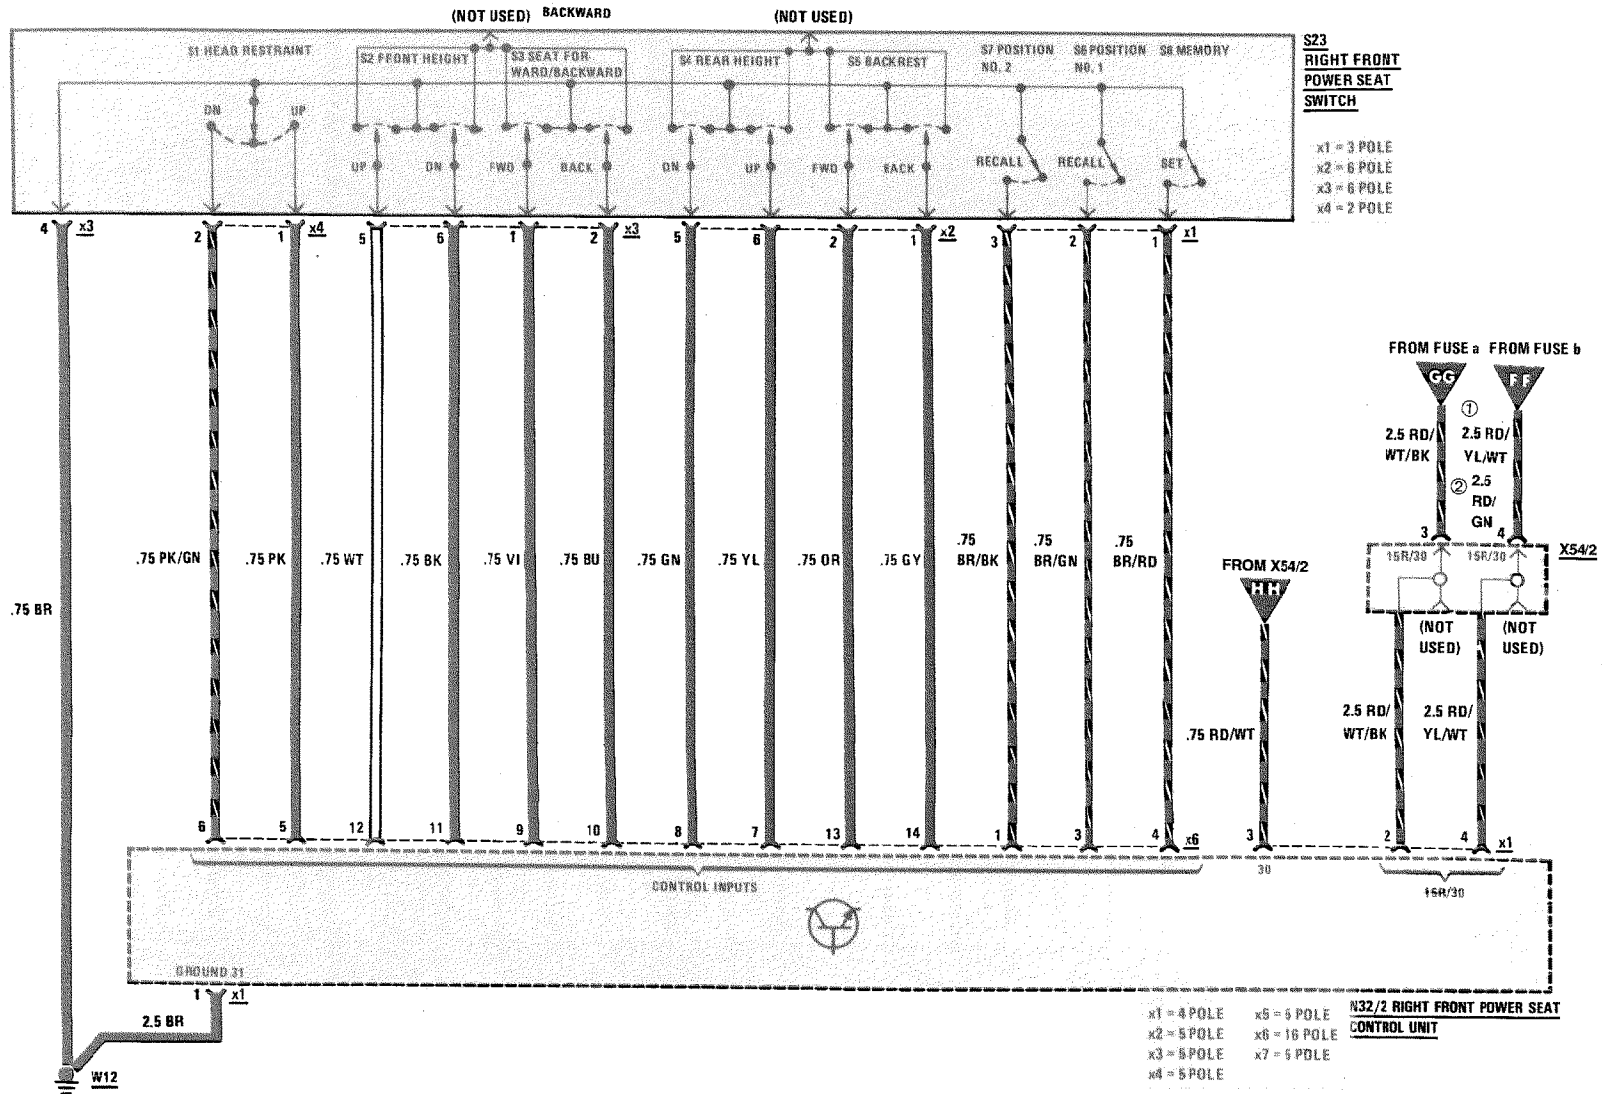 (NOT USED) BACKWARD (NOT USED)
S1 HEAD RESTRAINT
S2 FRONT HEIGHT
S3 SEAT FOR-
WARD/BACKWARD
S4 REAR HEIGHT
S5 BACKREST
S7 POSITION
NO. 2
S6 POSITION
NO. 1
S8 MEMORY
S23
RIGHT FRONT
POWER SEAT
SWITCH
DN UP
UP DN FWD BACK DN UP FWD BACK RECALL RECALL SET
x1 = 3 POLE
x2 = 6 POLE
x3 = 6 POLE
x4 = 2 POLE
4 x3 2 1 x4 5 6 1 2 x3 5 6 2 1 x2 3 2 1 x1
FROM FUSE a FROM FUSE b
GG FF
1
2.5 RD/
WT/BK
2.5 RD/
YL/WT
2 2.5
RD/
GN
3 4
15R/30 15R/30
X54/2
(NOT
USED)
(NOT
USED)
.75 BR
.75 PK/GN
.75 PK
.75 WT
.75 BK
.75 VI
.75 BU
.75 GN
.75 YL
.75 OR
.75 GY
.75
BR/BK
.75
BR/GN
.75
BR/RD
FROM X54/2
HH
.75 RD/WT
2.5 RD/
WT/BK
2.5 RD/
YL/WT
6 5 12 11 9 10 8 7 13 14 1 3 4 x6 3 2 4 x1
CONTROL INPUTS
30
15R/30
GROUND 31
1 x1
2.5 BR
W12
x1 = 4 POLE
x2 = 5 POLE
x3 = 5 POLE
x4 = 5 POLE
x5 = 5 POLE
x6 = 16 POLE
x7 = 5 POLE
N32/2 RIGHT FRONT POWER SEAT
CONTROL UNIT